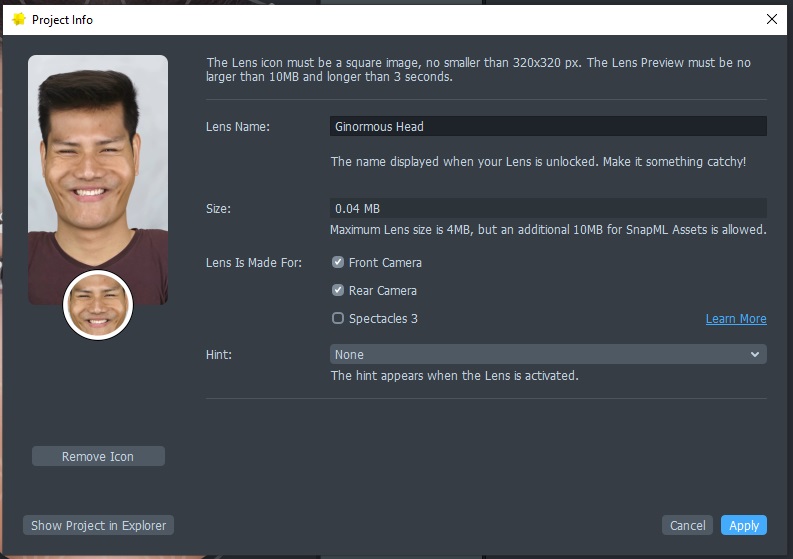 Project Info
The Lens icon must be a square image, no smaller than 320x320 px. The Lens Preview must be no
larger than 10MB and longer than 3 seconds.
Lens Name:
Ginormous Head
The name displayed when your Lens is unlocked. Make it something catchy!
Size:
0.04 MB
Maximum Lens size is 4MB, but an additional 10MB for SnapML Assets is allowed.
Lens Is Made For:
Front Camera
Rear Camera
Spectacles 3
Learn More
Hint:
None
The hint appears when the Lens is activated.
Remove Icon
Show Project in Explorer
Cancel
Apply